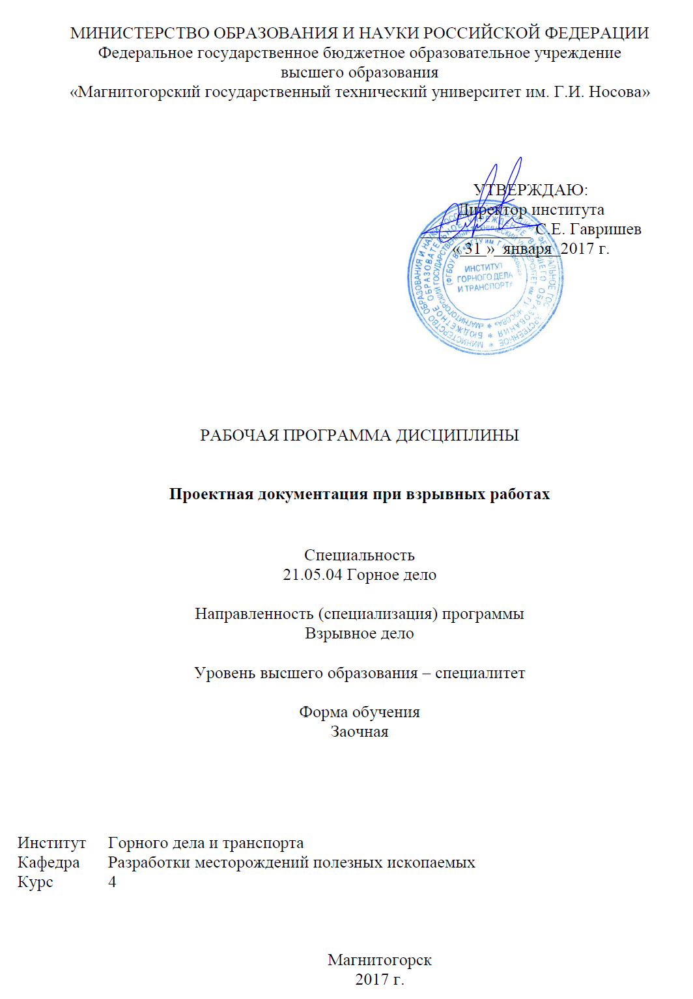 МИНИСТЕРСТВО ОБРАЗОВАНИЯ И НАУКИ РОССИЙСКОЙ ФЕДЕРАЦИИ
Федеральное государственное бюджетное образовательное учреждение
высшего образования
«Магнитогорский государственный технический университет им. Г.И. Носова»
УТВЕРЖДАЮ:
Директор института
С.Е. Гавришев
« 31 » января 2017 г.
ИНСТИТУТ
ГОРНОГО ДЕЛА
И ТРАНСПОРТА
РАБОЧАЯ ПРОГРАММА ДИСЦИПЛИНЫ
Проектная документация при взрывных работах
Специальность
21.05.04 Горное дело
Направленность (специализация) программы
Взрывное дело
Уровень высшего образования – специалитет
Форма обучения
Заочная
Институт Горного дела и транспорта
Кафедра Разработки месторождений полезных ископаемых
Курс 4
Магнитогорск
2017 г.